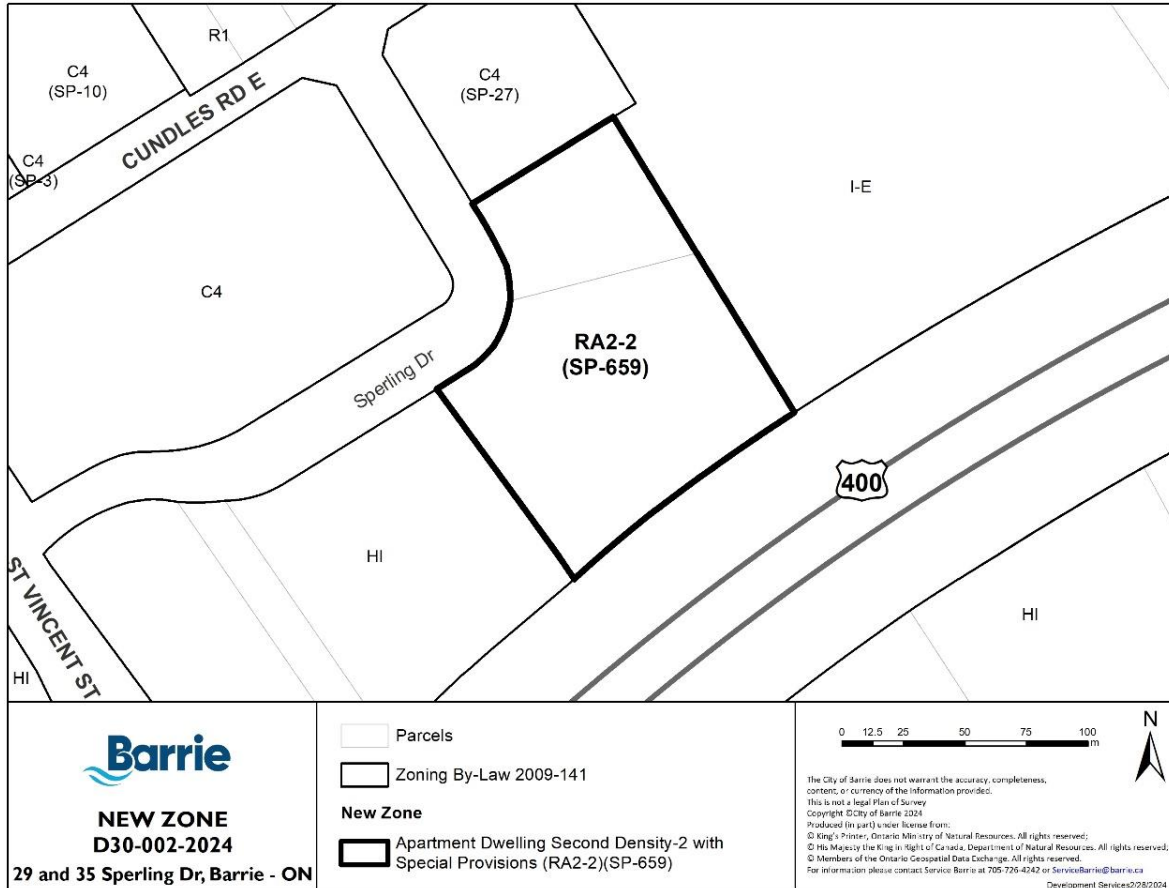 R1
C4
(SP-10)
C4
(SP-27)
CUNDLES RD E
C4
(SP-3)
I-E
C4
RA2-2
(SP-659)
Sperling Dr
400
HI
ST VINCENT ST
HI
HI
Barrie
NEW ZONE
D30-002-2024
29 and 35 Sperling Dr, Barrie - ON
Parcels
Zoning By-Law 2009-141
New Zone
Apartment Dwelling Second Density-2 with
Special Provisions (RA2-2)(SP-659)
0 12.5 25 50 75 100
m
N
The City of Barrie does not warrant the accuracy, completeness,
content, or currency of the information provided.
This is not a legal Plan of Survey
Copyright ©City of Barrie 2024
Produced (in part) under license from:
© King's Printer, Ontario Ministry of Natural Resources. All rights reserved;
© His Majesty the King in Right of Canada, Department of Natural Resources. All rights reserved;
© Members of the Ontario Geospatial Data Exchange. All rights reserved.
For information please contact Service Barrie at 705-726-4242 or ServiceBarrie@barrie.ca
Development Services2/28/2024